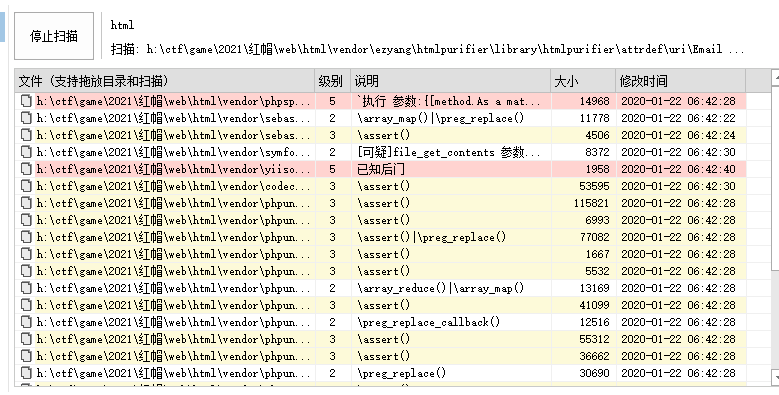 停止扫描
html
扫描: h:\ctf\game\2021\红帽\web\html\vendor\ezyang\htmlpurifier\library\htmlpurifier\attrdef\uri\Email ...
文件 (支持拖放目录和扫描) 级别 说明 大小 修改时间
h:\ctf\game\2021\红帽\web\html\vendor\phpsp... 5 `执行 参数:{[method.As a mat... 14968 2020-01-22 06:42:28
h:\ctf\game\2021\红帽\web\html\vendor\sebas... 2 \array_map()|\preg_replace() 11778 2020-01-22 06:42:22
h:\ctf\game\2021\红帽\web\html\vendor\sebas... 3 \assert() 4506 2020-01-22 06:42:24
h:\ctf\game\2021\红帽\web\html\vendor\symfo... 2 [可疑]file_get_contents 参数... 8372 2020-01-22 06:42:30
h:\ctf\game\2021\红帽\web\html\vendor\yiiso... 5 已知后门 1958 2020-01-22 06:42:40
h:\ctf\game\2021\红帽\web\html\vendor\codec... 3 \assert() 53595 2020-01-22 06:42:30
h:\ctf\game\2021\红帽\web\html\vendor\phpun... 3 \assert() 115821 2020-01-22 06:42:28
h:\ctf\game\2021\红帽\web\html\vendor\phpun... 3 \assert() 6993 2020-01-22 06:42:28
h:\ctf\game\2021\红帽\web\html\vendor\phpun... 3 \assert()|\preg_replace() 77082 2020-01-22 06:42:28
h:\ctf\game\2021\红帽\web\html\vendor\phpun... 3 \assert() 1667 2020-01-22 06:42:28
h:\ctf\game\2021\红帽\web\html\vendor\phpun... 3 \assert() 5532 2020-01-22 06:42:28
h:\ctf\game\2021\红帽\web\html\vendor\phpun... 2 \array_reduce()|\array_map() 13169 2020-01-22 06:42:28
h:\ctf\game\2021\红帽\web\html\vendor\phpun... 3 \assert() 41099 2020-01-22 06:42:28
h:\ctf\game\2021\红帽\web\html\vendor\phpun... 2 \preg_replace_callback() 12516 2020-01-22 06:42:28
h:\ctf\game\2021\红帽\web\html\vendor\phpun... 3 \assert() 55312 2020-01-22 06:42:28
h:\ctf\game\2021\红帽\web\html\vendor\phpun... 3 \assert() 36662 2020-01-22 06:42:28
h:\ctf\game\2021\红帽\web\html\vendor\phpun... 2 \preg_replace() 30690 2020-01-22 06:42:28